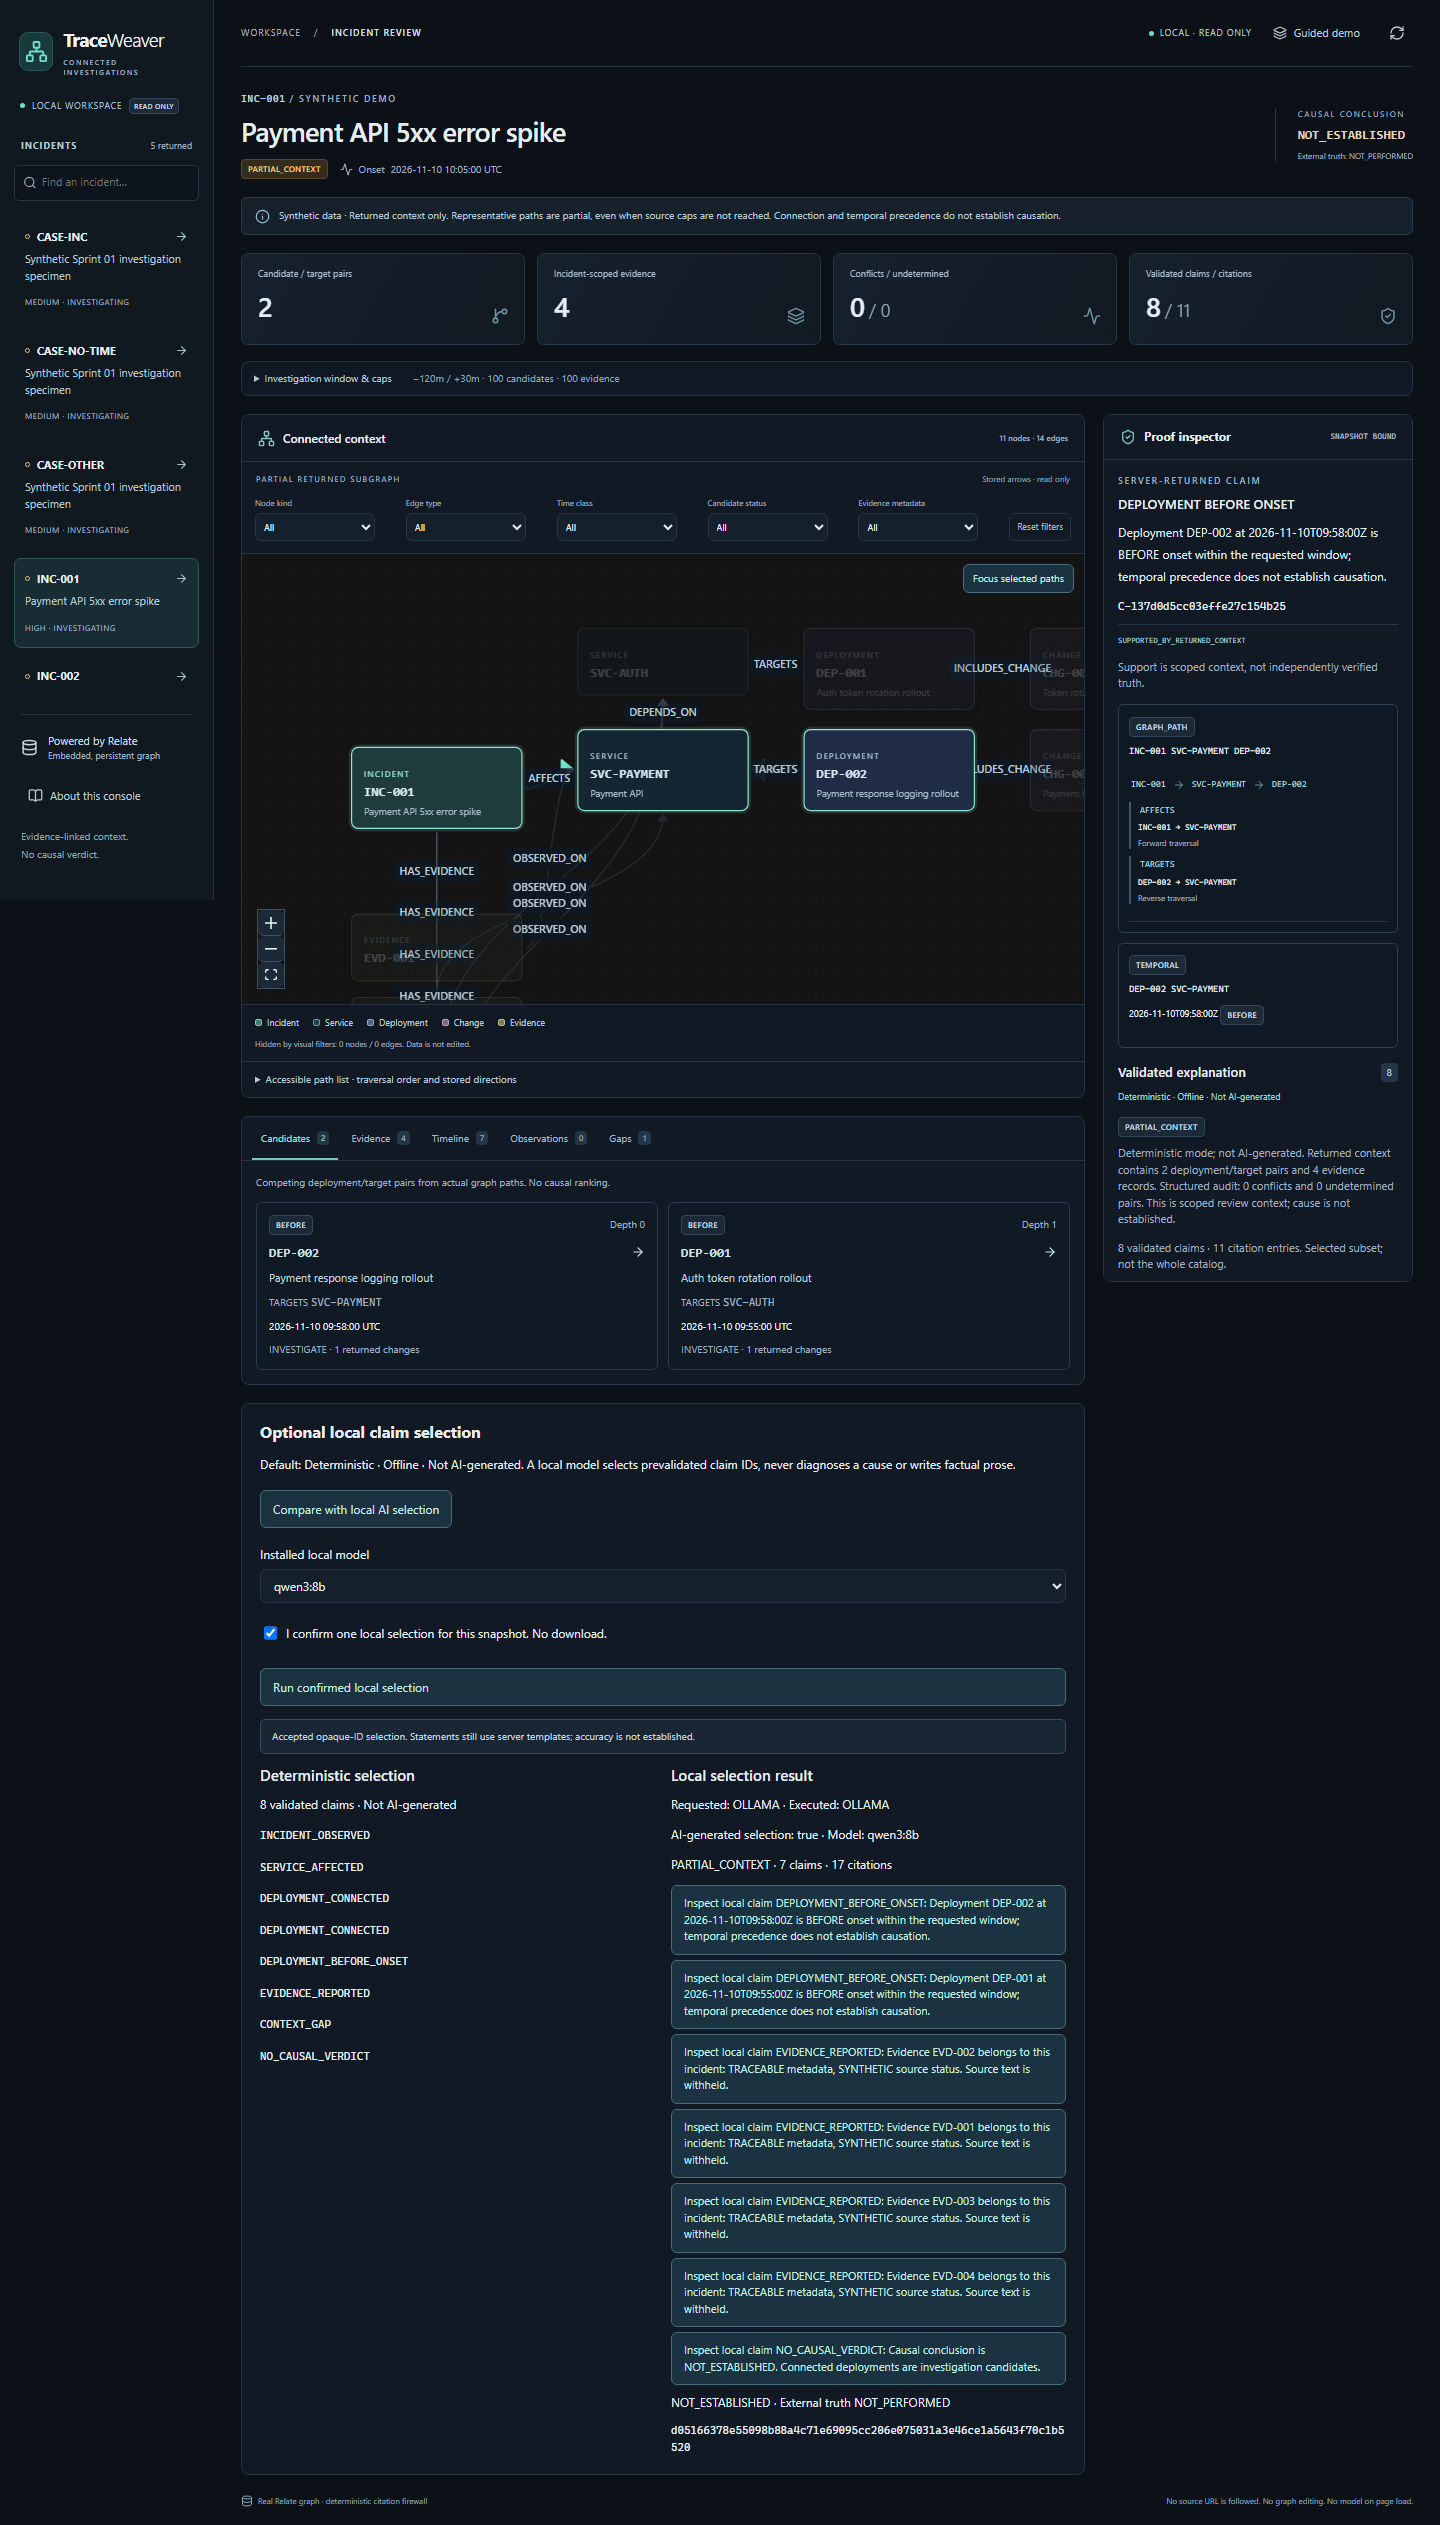 TraceWeaver
CONNECTED
INVESTIGATIONS
LOCAL WORKSPACE READ ONLY
INCIDENTS 5 returned
Find an incident...
CASE-INC
Synthetic Sprint 01 investigation
specimen
MEDIUM · INVESTIGATING
CASE-NO-TIME
Synthetic Sprint 01 investigation
specimen
MEDIUM · INVESTIGATING
CASE-OTHER
Synthetic Sprint 01 investigation
specimen
MEDIUM · INVESTIGATING
INC-001
Payment API 5xx error spike
HIGH · INVESTIGATING
INC-002
Powered by Relate
Embedded, persistent graph
About this console
Evidence-linked context.
No causal verdict.
WORKSPACE / INCIDENT REVIEW
LOCAL · READ ONLY
Guided demo
INC-001 / SYNTHETIC DEMO
Payment API 5xx error spike
PARTIAL_CONTEXT Onset 2026-11-10 10:05:00 UTC
CAUSAL CONCLUSION
NOT_ESTABLISHED
External truth: NOT_PERFORMED
Synthetic data · Returned context only. Representative paths are partial, even when source caps are not reached. Connection and temporal precedence do not establish causation.
Candidate / target pairs
2
Incident-scoped evidence
4
Conflicts / undetermined
0 / 0
Validated claims / citations
8 / 11
Investigation window & caps −120m / +30m · 100 candidates · 100 evidence
Connected context 11 nodes · 14 edges
PARTIAL RETURNED SUBGRAPH Stored arrows · read only
Node kind Edge type Time class Candidate status Evidence metadata
All All All All All Reset filters
Focus selected paths
SERVICE
SVC-AUTH
TARGETS
DEPLOYMENT
DEP-001
Auth token rotation rollout
INCLUDES_CHANGE
CHANGE
DEPENDS_ON
INCIDENT
INC-001
Payment API 5xx error spike
AFFECTS
SERVICE
SVC-PAYMENT
Payment API
TARGETS
DEPLOYMENT
DEP-002
Payment response logging rollout
LUDES_CHANGE
CHANGE
OBSERVED_ON
HAS_EVIDENCE
OBSERVED_ON
OBSERVED_ON
HAS_EVIDENCE
OBSERVED_ON
EVIDENCE
EVD-001
HAS_EVIDENCE
HAS_EVIDENCE
Incident Service Deployment Change Evidence
Hidden by visual filters: 0 nodes / 0 edges. Data is not edited.
Accessible path list · traversal order and stored directions
Candidates 2 Evidence 4 Timeline 7 Observations 0 Gaps 1
Competing deployment/target pairs from actual graph paths. No causal ranking.
BEFORE Depth 0
DEP-002
Payment response logging rollout
TARGETS SVC-PAYMENT
2026-11-10 09:58:00 UTC
INVESTIGATE · 1 returned changes
BEFORE Depth 1
DEP-001
Auth token rotation rollout
TARGETS SVC-AUTH
2026-11-10 09:55:00 UTC
INVESTIGATE · 1 returned changes
Proof inspector SNAPSHOT BOUND
SERVER-RETURNED CLAIM
DEPLOYMENT BEFORE ONSET
Deployment DEP-002 at 2026-11-10T09:58:00Z is
BEFORE onset within the requested window;
temporal precedence does not establish causation.
C-137d0d5cc03effe27c154b25
SUPPORTED_BY_RETURNED_CONTEXT
Support is scoped context, not independently verified
truth.
GRAPH_PATH
INC-001 SVC-PAYMENT DEP-002
INC-001 → SVC-PAYMENT → DEP-002
AFFECTS
INC-001 → SVC-PAYMENT
Forward traversal
TARGETS
DEP-002 → SVC-PAYMENT
Reverse traversal
TEMPORAL
DEP-002 SVC-PAYMENT
2026-11-10T09:58:00Z BEFORE
Validated explanation 8
Deterministic · Offline · Not AI-generated
PARTIAL_CONTEXT
Deterministic mode; not AI-generated. Returned context
contains 2 deployment/target pairs and 4 evidence
records. Structured audit: 0 conflicts and 0 undetermined
pairs. This is scoped review context; cause is not
established.
8 validated claims · 11 citation entries. Selected subset;
not the whole catalog.
Optional local claim selection
Default: Deterministic · Offline · Not AI-generated. A local model selects prevalidated claim IDs, never diagnoses a cause or writes factual prose.
Compare with local AI selection
Installed local model
qwen3:8b
I confirm one local selection for this snapshot. No download.
Run confirmed local selection
Accepted opaque-ID selection. Statements still use server templates; accuracy is not established.
Deterministic selection
8 validated claims · Not AI-generated
INCIDENT_OBSERVED
SERVICE_AFFECTED
DEPLOYMENT_CONNECTED
DEPLOYMENT_CONNECTED
DEPLOYMENT_BEFORE_ONSET
EVIDENCE_REPORTED
CONTEXT_GAP
NO_CAUSAL_VERDICT
Local selection result
Requested: OLLAMA · Executed: OLLAMA
AI-generated selection: true · Model: qwen3:8b
PARTIAL_CONTEXT · 7 claims · 17 citations
Inspect local claim DEPLOYMENT_BEFORE_ONSET: Deployment DEP-002 at
2026-11-10T09:58:00Z is BEFORE onset within the requested window;
temporal precedence does not establish causation.
Inspect local claim DEPLOYMENT_BEFORE_ONSET: Deployment DEP-001 at
2026-11-10T09:55:00Z is BEFORE onset within the requested window;
temporal precedence does not establish causation.
Inspect local claim EVIDENCE_REPORTED: Evidence EVD-002 belongs to this
incident: TRACEABLE metadata, SYNTHETIC source status. Source text is
withheld.
Inspect local claim EVIDENCE_REPORTED: Evidence EVD-001 belongs to this
incident: TRACEABLE metadata, SYNTHETIC source status. Source text is
withheld.
Inspect local claim EVIDENCE_REPORTED: Evidence EVD-003 belongs to this
incident: TRACEABLE metadata, SYNTHETIC source status. Source text is
withheld.
Inspect local claim EVIDENCE_REPORTED: Evidence EVD-004 belongs to this
incident: TRACEABLE metadata, SYNTHETIC source status. Source text is
withheld.
Inspect local claim NO_CAUSAL_VERDICT: Causal conclusion is
NOT_ESTABLISHED. Connected deployments are investigation candidates.
NOT_ESTABLISHED · External truth NOT_PERFORMED
d05166378e55098b88a4c71e69095cc206e075031a3e46ce1a5643f70c1b5
520
Real Relate graph · deterministic citation firewall
No source URL is followed. No graph editing. No model on page load.